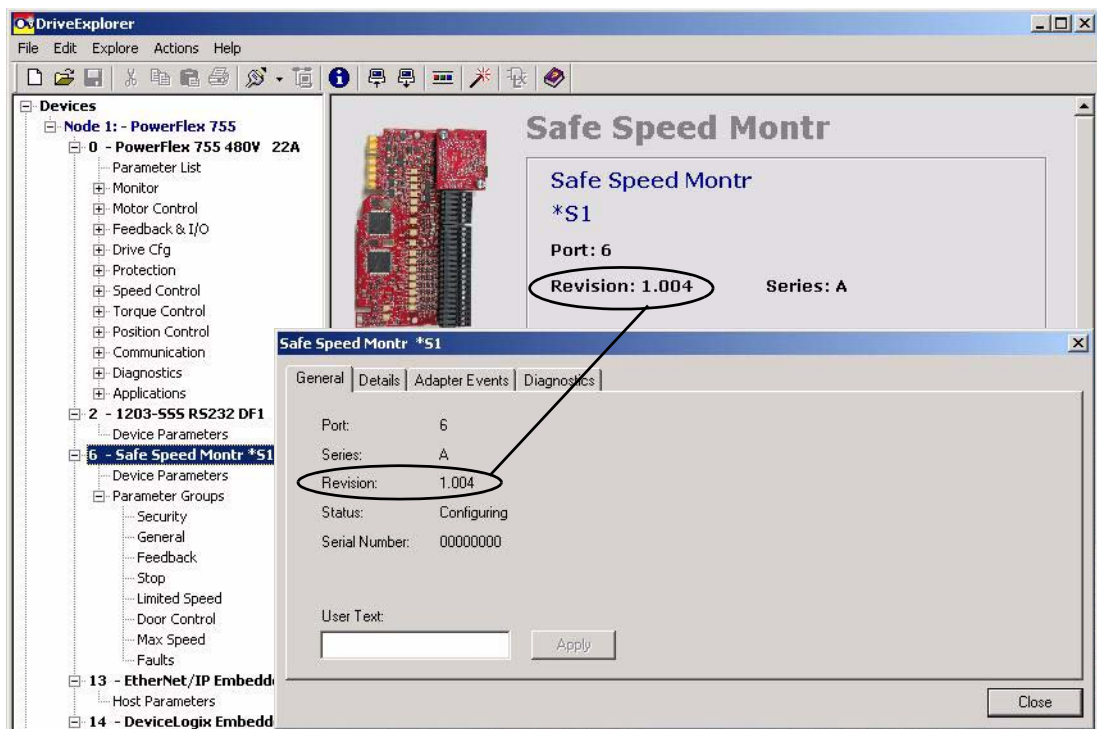 DriveExplorer
File Edit Explore Actions Help
Devices
Node 1: - PowerFlex 755
0 - PowerFlex 755 480V 22A
Parameter List
Monitor
Motor Control
Feedback & I/O
Drive Cfg
Protection
Speed Control
Torque Control
Position Control
Communication
Diagnostics
Applications
2 - 1203-SSS RS232 DF1
Device Parameters
6 - Safe Speed Montr *S1
Device Parameters
Parameter Groups
Security
General
Feedback
Stop
Limited Speed
Door Control
Max Speed
Faults
13 - EtherNet/IP Embedd
Host Parameters
14 - DeviceLogix Embedd
Safe Speed Montr
Safe Speed Montr
*S1
Port: 6
Revision: 1.004 Series: A
Safe Speed Montr *S1
General Details Adapter Events Diagnostics
Port: 6
Series: A
Revision: 1.004
Status: Configuring
Serial Number: 00000000
User Text:
Apply
Close